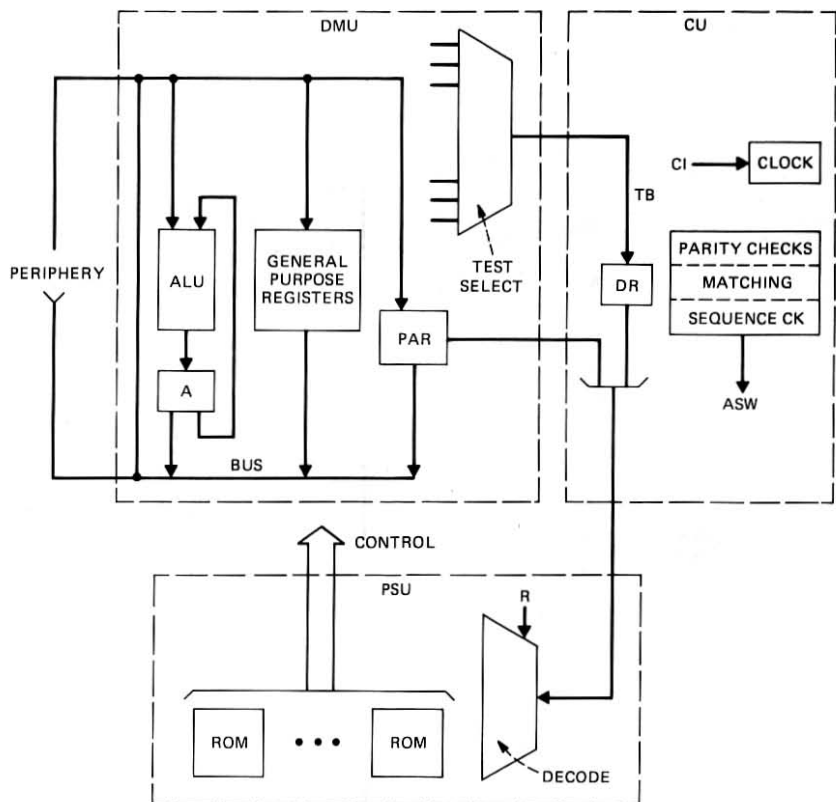 DMU
CU
CI
CLOCK
TB
PARITY CHECKS
MATCHING
SEQUENCE CK
PERIPHERY
ALU
GENERAL
PURPOSE
REGISTERS
TEST
SELECT
DR
PAR
A
ASW
BUS
CONTROL
PSU
R
ROM
• • •
ROM
DECODE